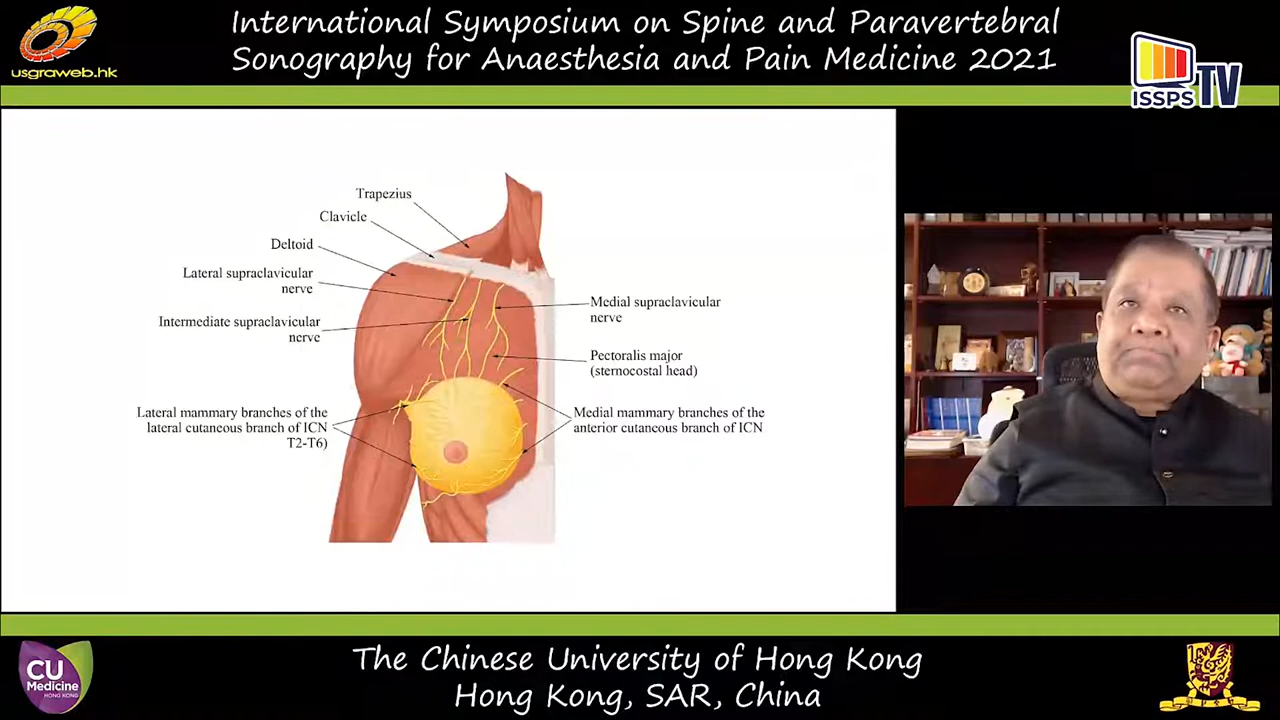 International Symposium on Spine and Paravertebral
Sonography for Anaesthesia and Pain Medicine 2021
usgraweb.hk
ISSPS TV
Trapezius
Clavicle
Deltoid
Lateral supraclavicular
nerve
Intermediate supraclavicular
nerve
Lateral mammary branches of the
lateral cutaneous branch of ICN
T2-T6)
Medial supraclavicular
nerve
Pectoralis major
(sternocostal head)
Medial mammary branches of the
anterior cutaneous branch of ICN
CU
Medicine
HONG KONG
The Chinese University of Hong Kong
Hong Kong, SAR, China